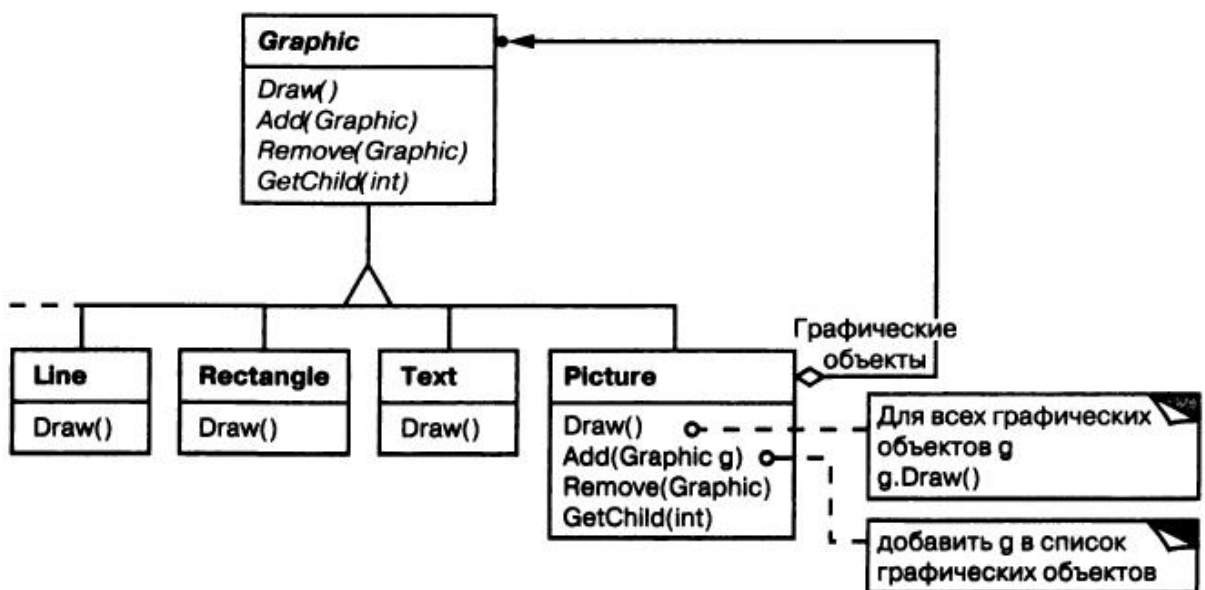 Graphic
Draw()
Add(Graphic)
Remove(Graphic)
GetChild(int)
Line
Draw()
Rectangle
Draw()
Text
Draw()
Picture
Draw()
Add(Graphic g)
Remove(Graphic)
GetChild(int)
Графические
объекты
Для всех графических
объектов g
g.Draw()
добавить g в список
графических объектов